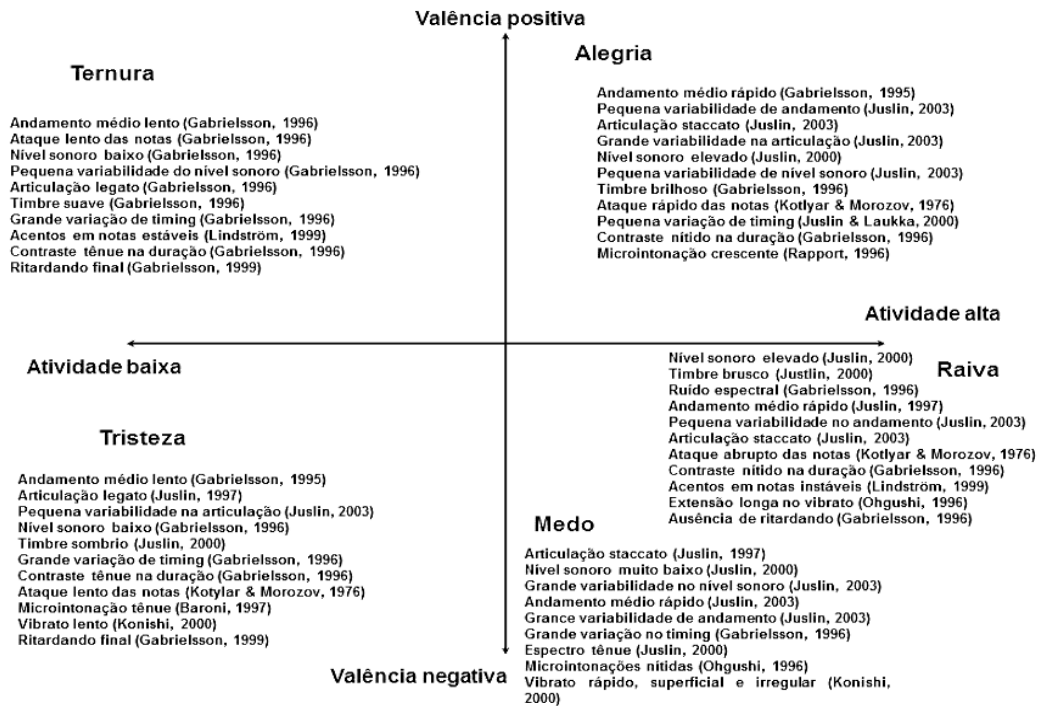 Valência positiva
Ternura
Andamento médio lento (Gabrielsson, 1996)
Ataque lento das notas (Gabrielsson, 1996)
Nível sonoro baixo (Gabrielsson, 1996)
Pequena variabilidade do nível sonoro (Gabrielsson, 1996)
Articulação legato (Gabrielsson, 1996)
Timbre suave (Gabrielsson, 1996)
Grande variação de timing (Gabrielsson, 1996)
Acentos em notas estáveis (Lindström, 1999)
Contraste tênue na duração (Gabrielsson, 1996)
Ritardando final (Gabrielsson, 1999)
Alegria
Andamento médio rápido (Gabrielsson, 1995)
Pequena variabilidade de andamento (Juslin, 2003)
Articulação staccato (Juslin, 2003)
Grande variabilidade na articulação (Juslin, 2003)
Nível sonoro elevado (Juslin, 2000)
Pequena variabilidade de nível sonoro (Juslin, 2003)
Timbre brilhoso (Gabrielsson, 1996)
Ataque rápido das notas (Kotlyar & Morozov, 1976)
Pequena variação de timing (Juslin & Laukka, 2000)
Contraste nítido na duração (Gabrielsson, 1996)
Microintonação crescente (Rapport, 1996)
Atividade alta
Atividade baixa
Raiva
Nível sonoro elevado (Juslin, 2000)
Timbre brusco (Justlin, 2000)
Ruído espectral (Gabrielsson, 1996)
Andamento médio rápido (Juslin, 1997)
Pequena variabilidade no andamento (Juslin, 2003)
Articulação staccato (Juslin, 2003)
Ataque abrupto das notas (Kotlyar & Morozov, 1976)
Contraste nítido na duração (Gabrielsson, 1996)
Acentos em notas instáveis (Lindström, 1999)
Extensão longa no vibrato (Ohgushi, 1996)
Ausência de ritardando (Gabrielsson, 1996)
Tristeza
Andamento médio lento (Gabrielsson, 1995)
Articulação legato (Juslin, 1997)
Pequena variabilidade na articulação (Juslin, 2003)
Nível sonoro baixo (Gabrielsson, 1996)
Timbre sombrio (Juslin, 2000)
Grande variação de timing (Gabrielsson, 1996)
Contraste tênue na duração (Gabrielsson, 1996)
Ataque lento das notas (Kotylar & Morozov, 1976)
Microintonação tênue (Baroni, 1997)
Vibrato lento (Konishi, 2000)
Ritardando final (Gabrielsson, 1999)
Medo
Articulação staccato (Juslin, 1997)
Nível sonoro muito baixo (Juslin, 2000)
Grande variabilidade no nível sonoro (Juslin, 2003)
Andamento médio rápido (Juslin, 2003)
Grance variabilidade de andamento (Juslin, 2003)
Grande variação no timing (Gabrielsson, 1996)
Espectro tênue (Juslin, 2000)
Microintonações nítidas (Ohgushi, 1996)
Vibrato rápido, superficial e irregular (Konishi,
2000)
Valência negativa